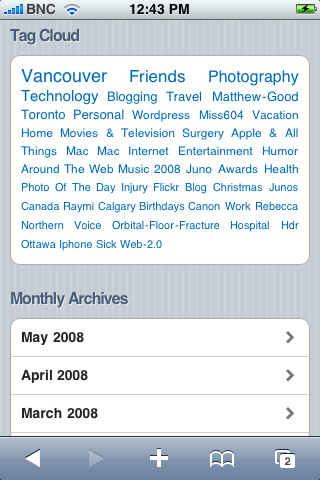 BNC 12:43 PM
Tag Cloud
Vancouver Friends Photography
Technology Blogging Travel Matthew-Good
Toronto Personal Wordpress Miss604 Vacation
Home Movies & Television Surgery Apple & All
Things Mac Mac Internet Entertainment Humor
Around The Web Music 2008 Juno Awards Health
Photo Of The Day Injury Flickr Blog Christmas Junos
Canada Raymi Calgary Birthdays Canon Work Rebecca
Northern Voice Orbital-Floor-Fracture Hospital Hdr
Ottawa Iphone Sick Web-2.0
Monthly Archives
May 2008
April 2008
March 2008
2